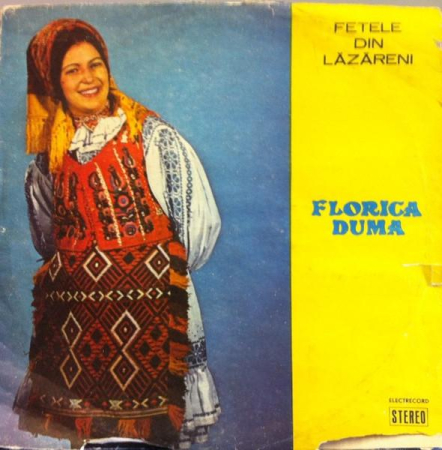 FETELE
DIN
LĂZĂRENI
FLORICA
DUMA
ELECTRECORD
STEREO